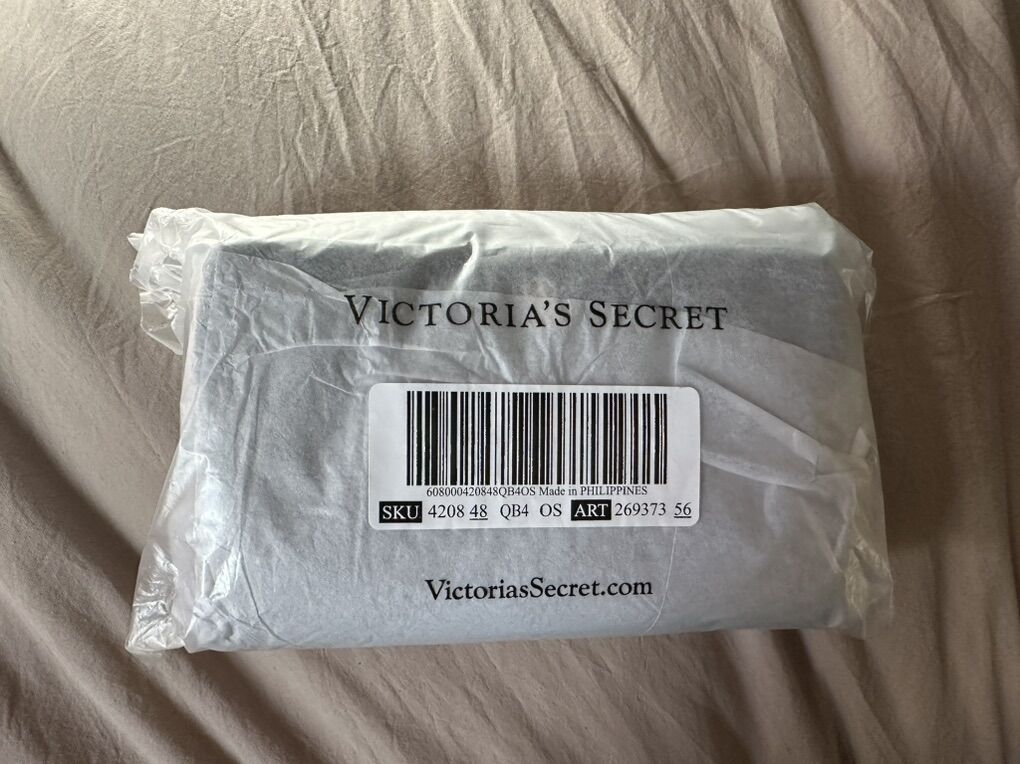 VICTORIA'S SECRET
608000420848QB4OS Made in PHILIPPINES
SKU 4208 48 QB4 OS ART 269373 56
VictoriasSecret.com